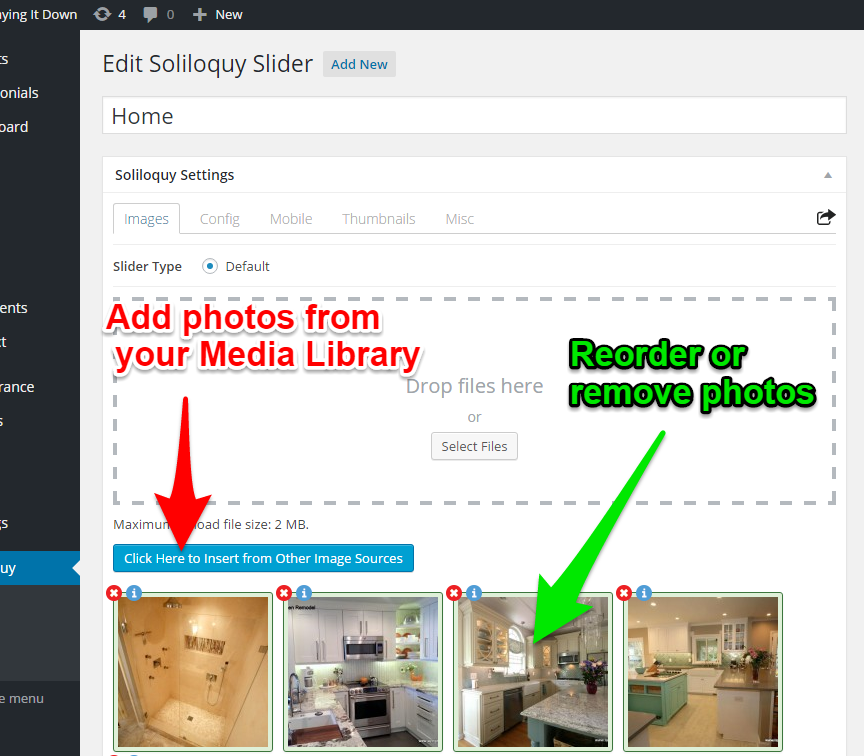 ying It Down 4 0 + New
ts
onials
oard
Edit Soliloquy Slider Add New
Home
Soliloquy Settings
Images Config Mobile Thumbnails Misc
Slider Type Default
ents
Add photos from
your Media Library
ct
Reorder or
remove photos
rance
Drop files here
s
or
Select Files
gs
Maximum load file size: 2 MB.
Click Here to Insert from Other Image Sources
uy
en Remodel
e menu